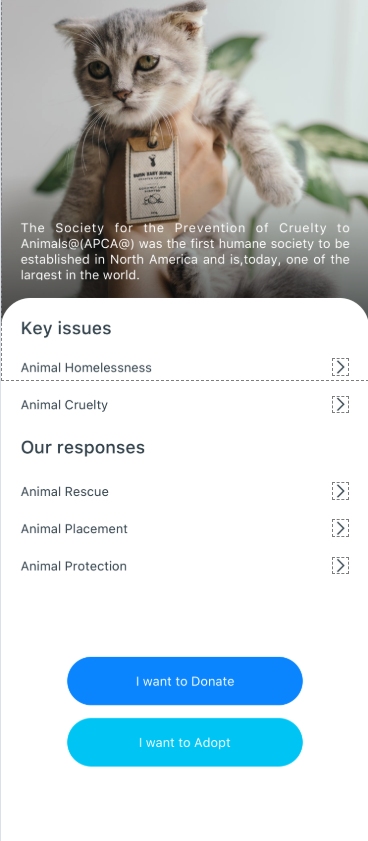 The Society for the Prevention of Cruelty to
Animals@(APCA@) was the first humane society to be
established in North America and is,today, one of the
largest in the world.
Key issues
Animal Homelessness
Animal Cruelty
Our responses
Animal Rescue
Animal Placement
Animal Protection
I want to Donate
I want to Adopt